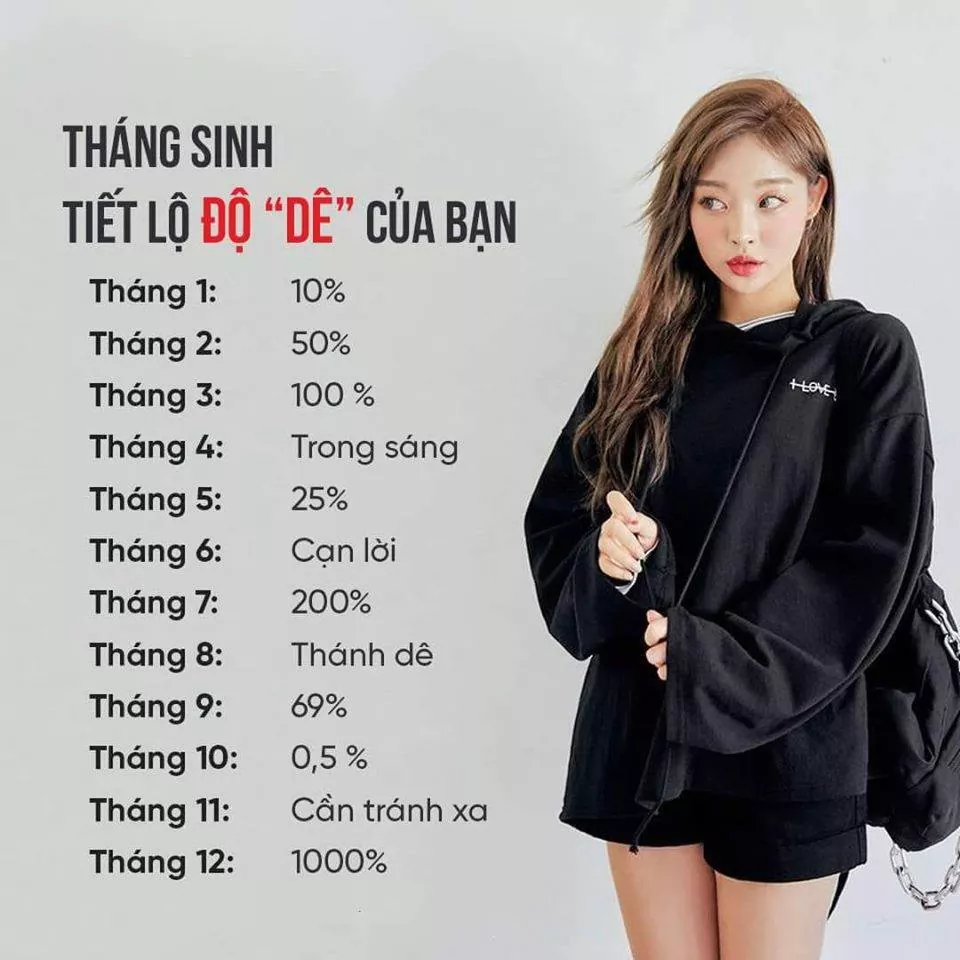 THÁNG SINH
TIẾT LỘ ĐỘ “DÊ” CỦA BẠN
Tháng 1: 10%
Tháng 2: 50%
Tháng 3: 100 %
Tháng 4: Trong sáng
Tháng 5: 25%
Tháng 6: Cạn lời
Tháng 7: 200%
Tháng 8: Thánh dê
Tháng 9: 69%
Tháng 10: 0,5 %
Tháng 11: Cần tránh xa
Tháng 12: 1000%
I LOVE